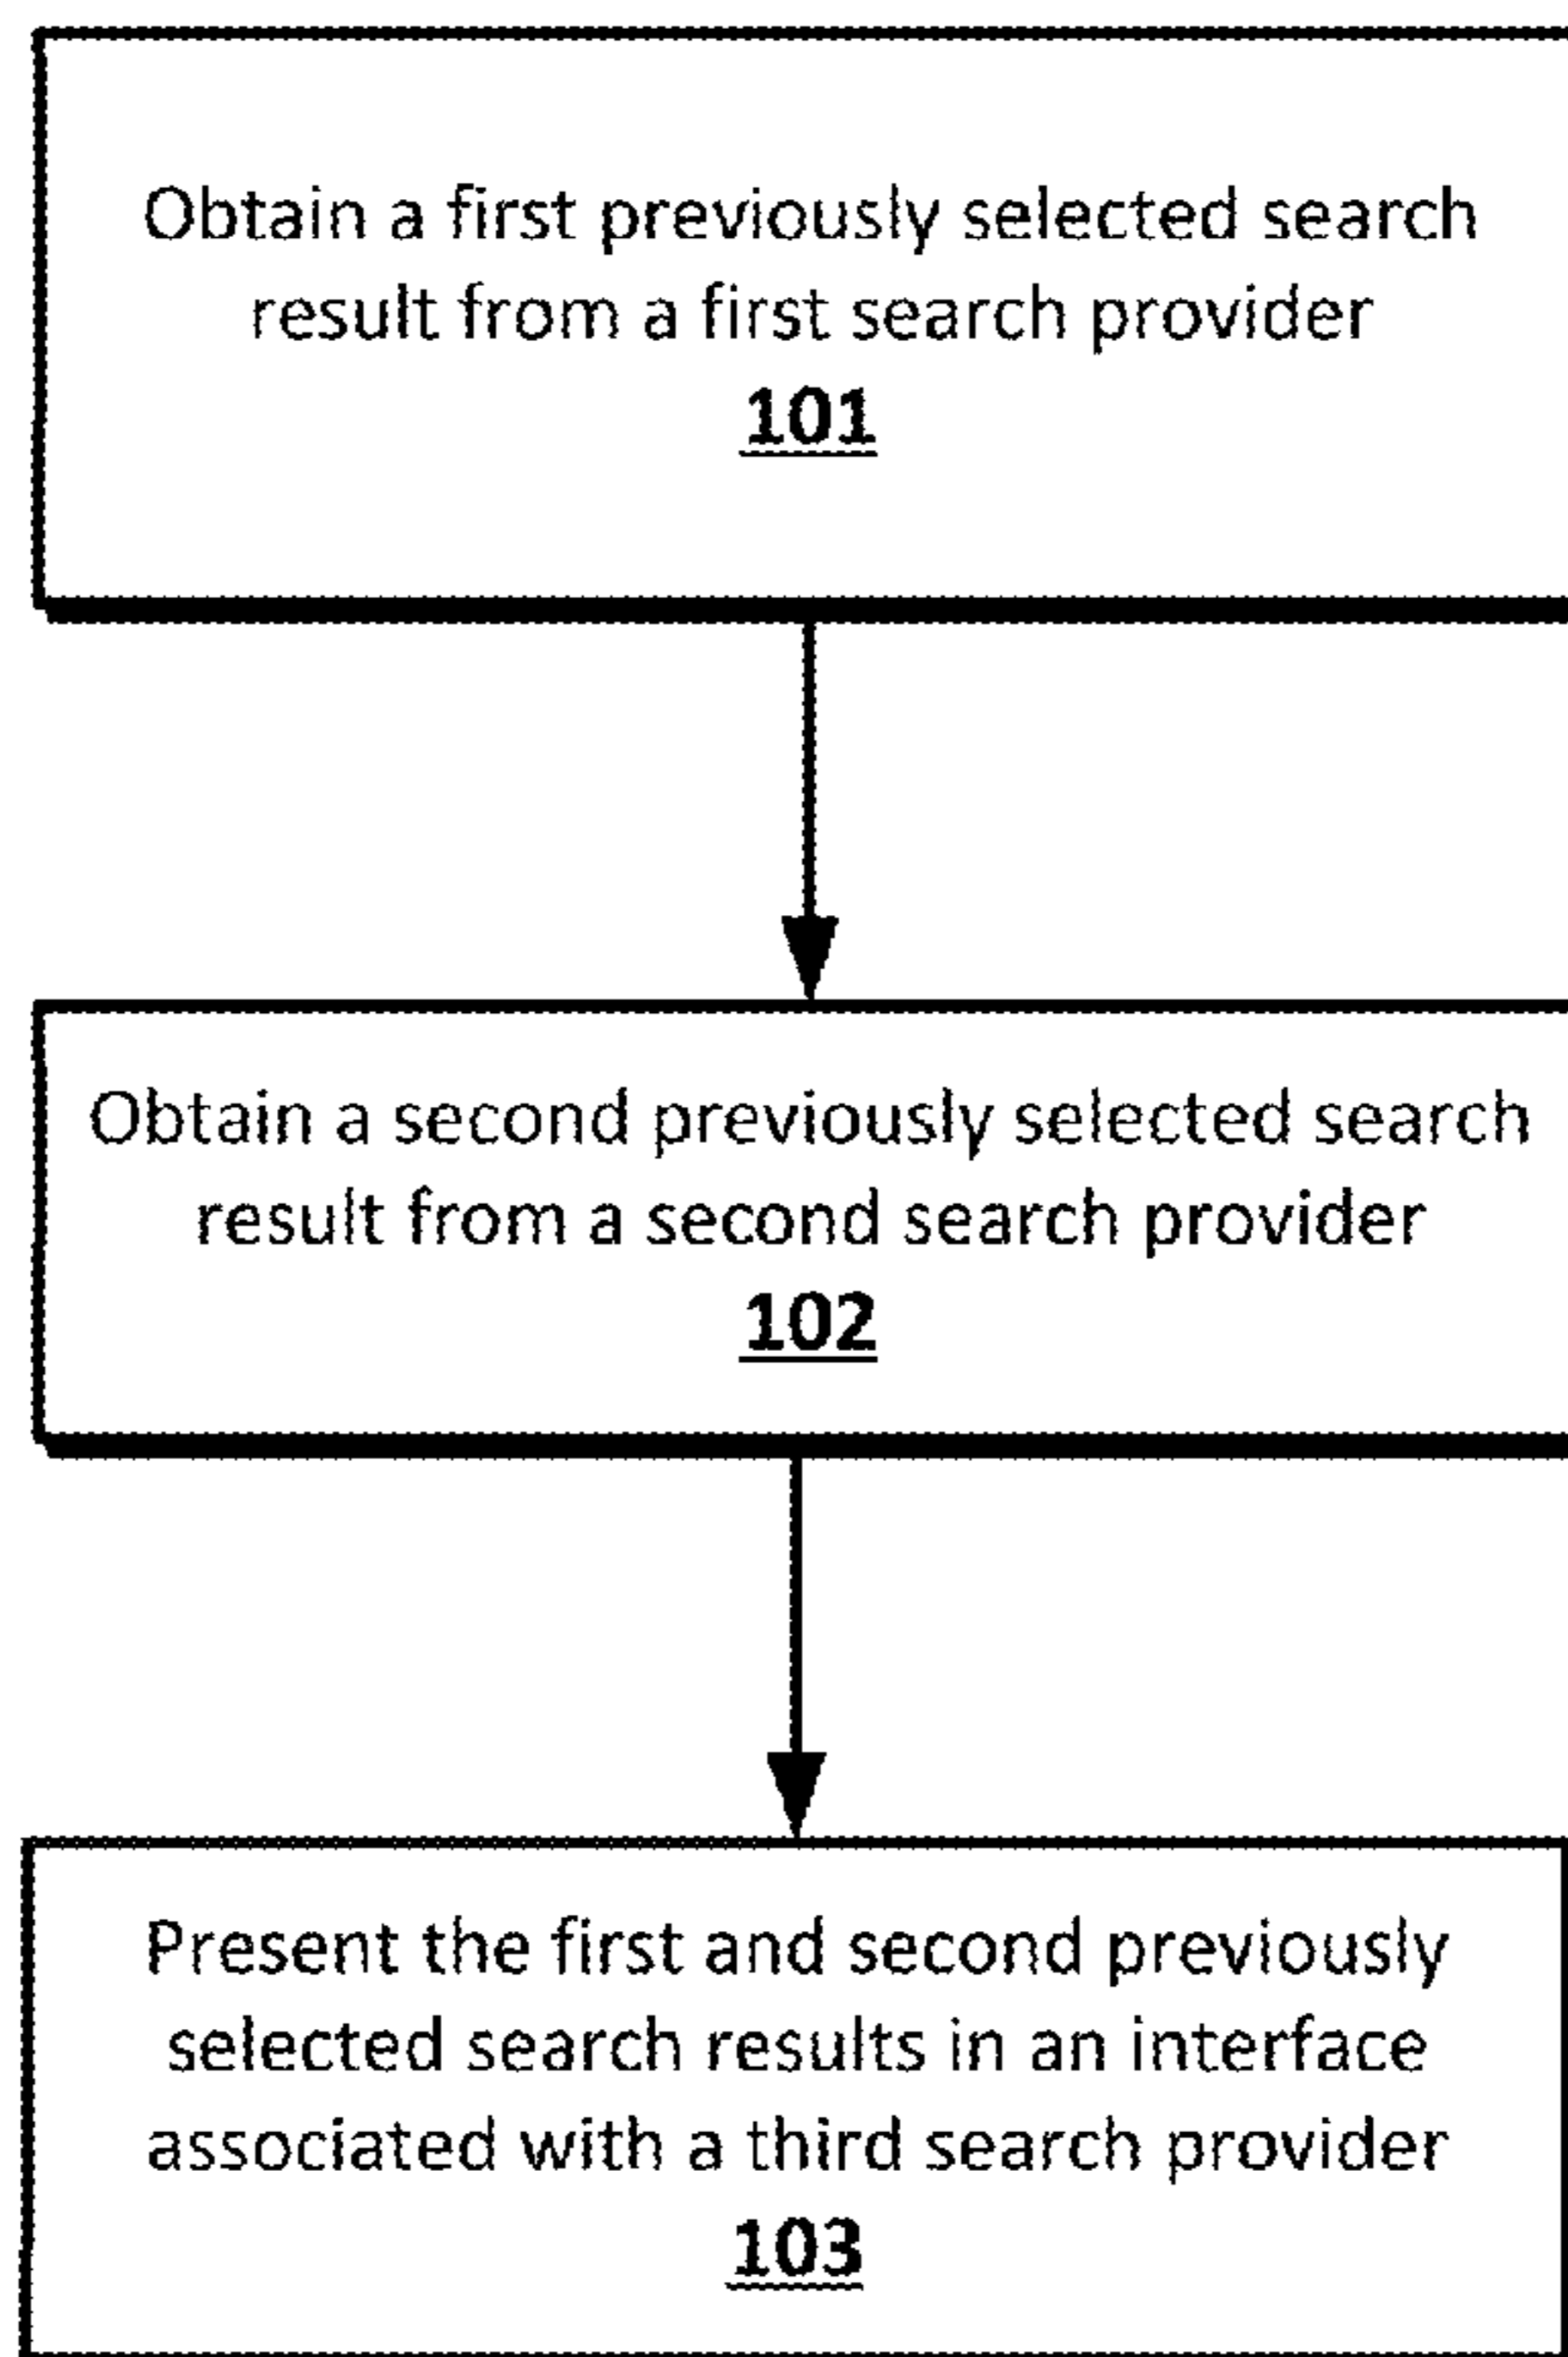 Obtain a first previously selected search
result from a first search provider
101
Obtain a second previously selected search
result from a second search provider
102
Present the first and second previously
selected search results in an interface
associated with a third search provider
103